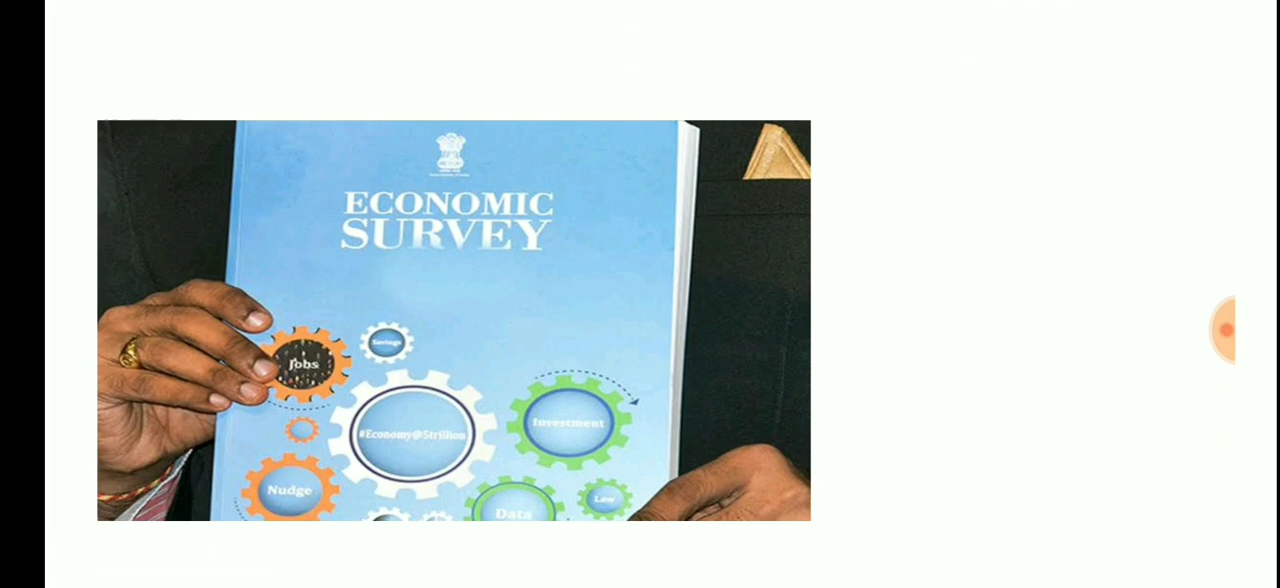 ECONOMIC
SURVEY
Savings
Jobs
#Economy@5trillion
Investment
Nudge
Law
Data